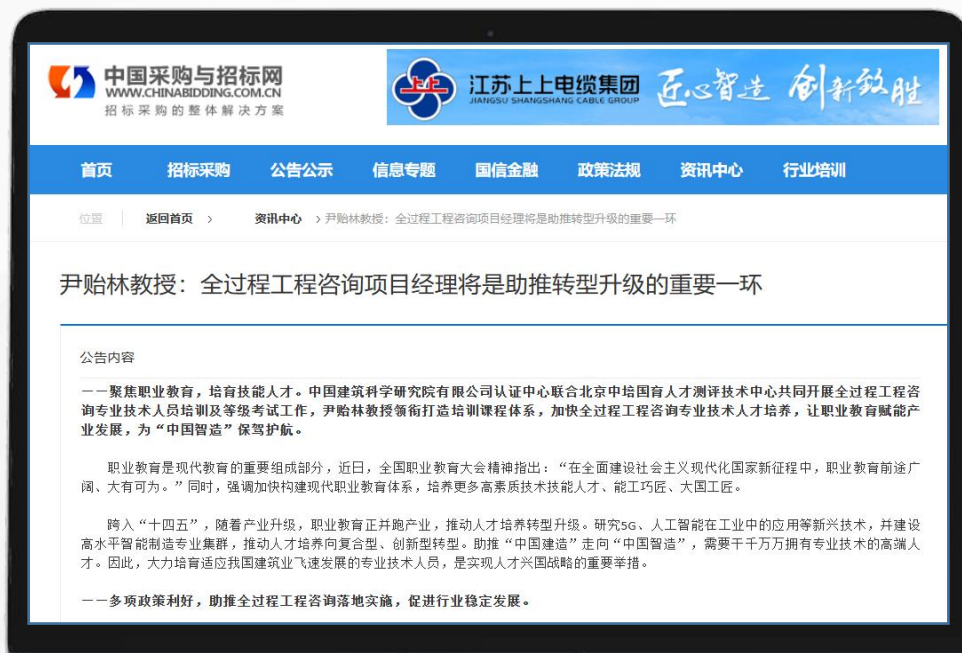 中国采购与招标网
WWW.CHINABIDDING.COM.CN
招标采购的整体解决方案
上上
江苏上上电缆集团
JIANGSU SHANGSHANG CABLE GROUP
匠心智造 创新致胜
首页 招标采购 公告公示 信息专题 国信金融 政策法规 资讯中心 行业培训
位置 返回首页 > 资讯中心 > 尹贻林教授：全过程工程咨询项目经理将是助推转型升级的重要一环
尹贻林教授：全过程工程咨询项目经理将是助推转型升级的重要一环
公告内容
——聚焦职业教育，培育技能人才。中国建筑科学研究院有限公司认证中心联合北京中培国育人才测评技术中心共同开展全过程工程咨
询专业技术人员培训及等级考试工作，尹贻林教授领衔打造培训课程体系，加快全过程工程咨询专业技术人才培养，让职业教育赋能产
业发展，为“中国智造”保驾护航。
职业教育是现代教育的重要组成部分，近日，全国职业教育大会精神指出：“在全面建设社会主义现代化国家新征程中，职业教育前途广
阔、大有可为。”同时，强调加快构建现代职业教育体系，培养更多高素质技术技能人才、能工巧匠、大国工匠。
跨入“十四五”，随着产业升级，职业教育正并跑产业，推动人才培养转型升级。研究5G、人工智能在工业中的应用等新兴技术，并建设
高水平智能制造专业集群，推动人才培养向复合型、创新型转型。助推“中国建造”走向“中国智造”，需要千千万万拥有专业技术的高端人
才。因此，大力培育适应我国建筑业飞速发展的专业技术人员，是实现人才兴国战略的重要举措。
——多项政策利好，助推全过程工程咨询落地实施，促进行业稳定发展。